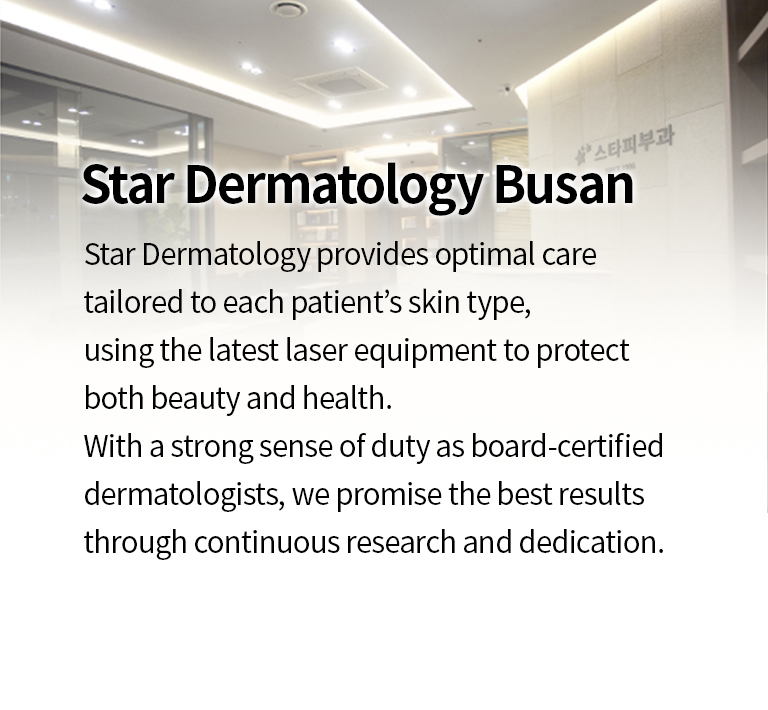 스타피부과
Star Dermatology Busan
Star Dermatology provides optimal care
tailored to each patient’s skin type,
using the latest laser equipment to protect
both beauty and health.
With a strong sense of duty as board-certified
dermatologists, we promise the best results
through continuous research and dedication.